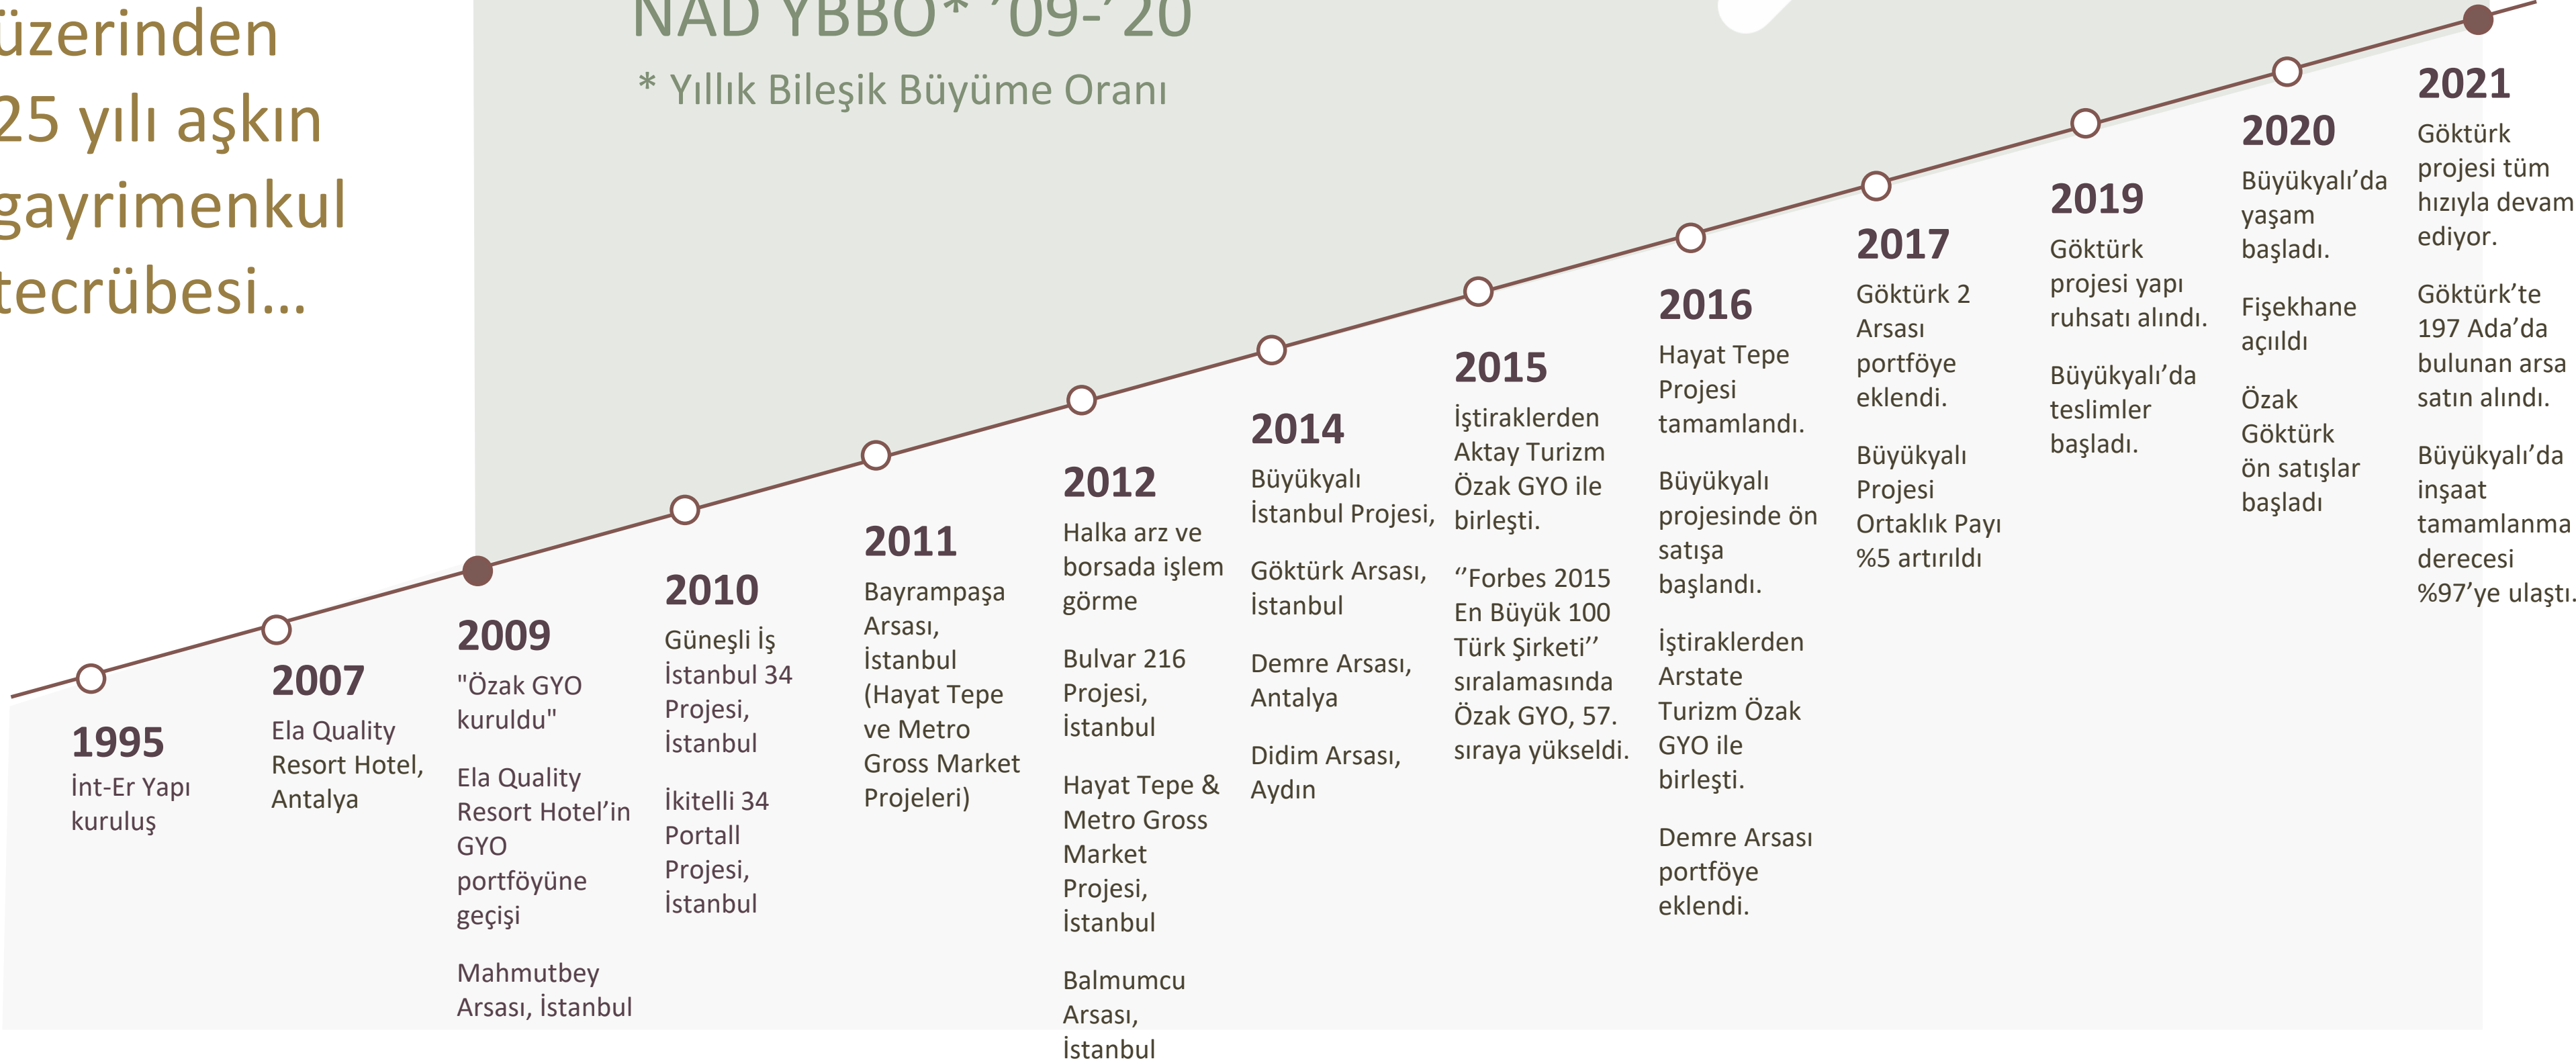 üzerinden
25 yılı aşkın
gayrimenkul
tecrübesi...
NAD YBBO* ’09-’20
* Yıllık Bileşik Büyüme Oranı
1995
İnt-Er Yapı
kuruluş
2007
Ela Quality
Resort Hotel,
Antalya
2009
"Özak GYO
kuruldu"
Ela Quality
Resort Hotel’in
GYO
portföyüne
geçişi
Mahmutbey
Arsası, İstanbul
2010
Güneşli İş
İstanbul 34
Projesi,
İstanbul
İkitelli 34
Portall
Projesi,
İstanbul
2011
Bayrampaşa
Arsası,
İstanbul
(Hayat Tepe
ve Metro
Gross Market
Projeleri)
2012
Halka arz ve
borsada işlem
görme
Bulvar 216
Projesi,
İstanbul
Hayat Tepe &
Metro Gross
Market
Projesi,
İstanbul
Balmumcu
Arsası,
İstanbul
2014
Büyükyalı
İstanbul Projesi,
Göktürk Arsası,
İstanbul
Demre Arsası,
Antalya
Didim Arsası,
Aydın
2015
İştiraklerden
Aktay Turizm
Özak GYO ile
birleşti.
‘’Forbes 2015
En Büyük 100
Türk Şirketi’’
sıralamasında
Özak GYO, 57.
sıraya yükseldi.
2016
Hayat Tepe
Projesi
tamamlandı.
Büyükyalı
projesinde ön
satışa
başlandı.
İştiraklerden
Arstate
Turizm Özak
GYO ile
birleşti.
Demre Arsası
portföye
eklendi.
2017
Göktürk 2
Arsası
portföye
eklendi.
Büyükyalı
Projesi
Ortaklık Payı
%5 artırıldı
2019
Göktürk
projesi yapı
ruhsatı alındı.
Büyükyalı’da
teslimler
başladı.
2020
Büyükyalı’da
yaşam
başladı.
Fişekhane
açııldı
Özak
Göktürk
ön satışlar
başladı
2021
Göktürk
projesi tüm
hızıyla devam
ediyor.
Göktürk’te
197 Ada’da
bulunan arsa
satın alındı.
Büyükyalı’da
inşaat
tamamlanma
derecesi
%97’ye ulaştı.